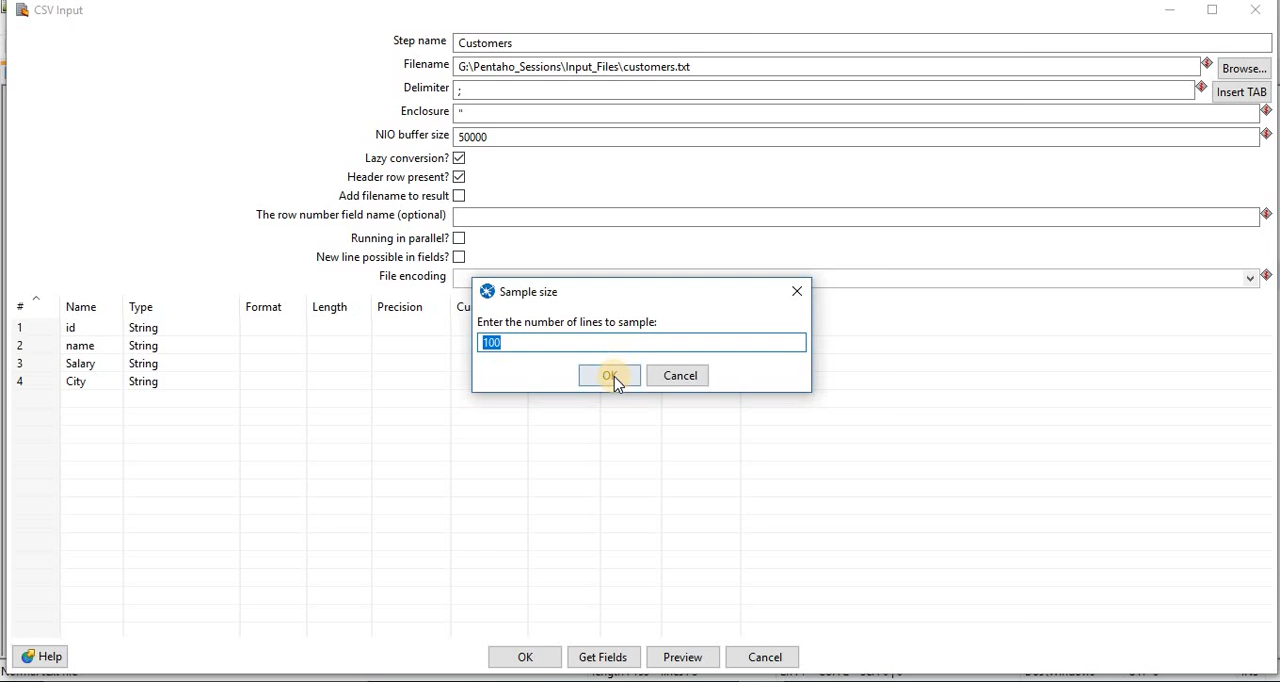 CSV Input
Step name Customers
Filename G:\Pentaho_Sessions\Input_Files\customers.txt Browse...
Delimiter ; Insert TAB
Enclosure "
NIO buffer size 50000
Lazy conversion?
Header row present?
Add filename to result
The row number field name (optional)
Running in parallel?
New line possible in fields?
File encoding
Sample size
Enter the number of lines to sample:
100
OK Cancel
# Name Type Format Length Precision Cu
1 id String
2 name String
3 Salary String
4 City String
Help OK Get Fields Preview Cancel